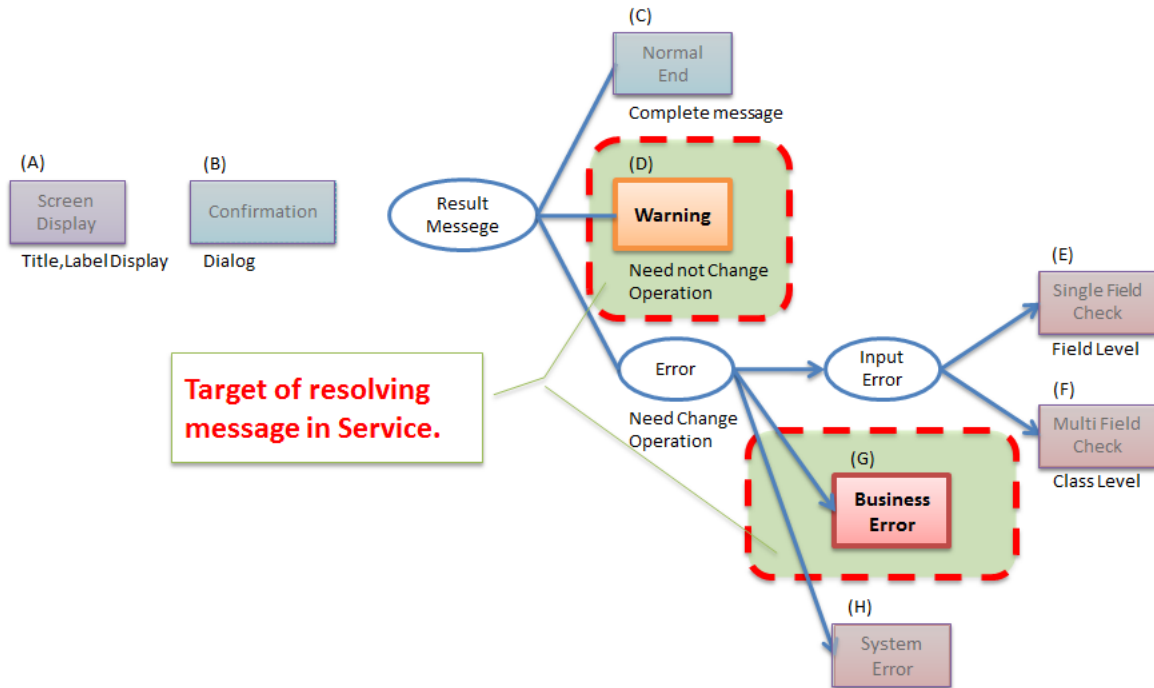 (C)
Normal
End
Complete message
(A)
Screen
Display
Title,Label Display
(B)
Confirmation
Dialog
Result
Messege
(D)
Warning
Need not Change
Operation
(E)
Single Field
Check
Field Level
Target of resolving
message in Service.
Error
Need Change
Operation
Input
Error
(F)
Multi Field
Check
Class Level
(G)
Business
Error
(H)
System
Error